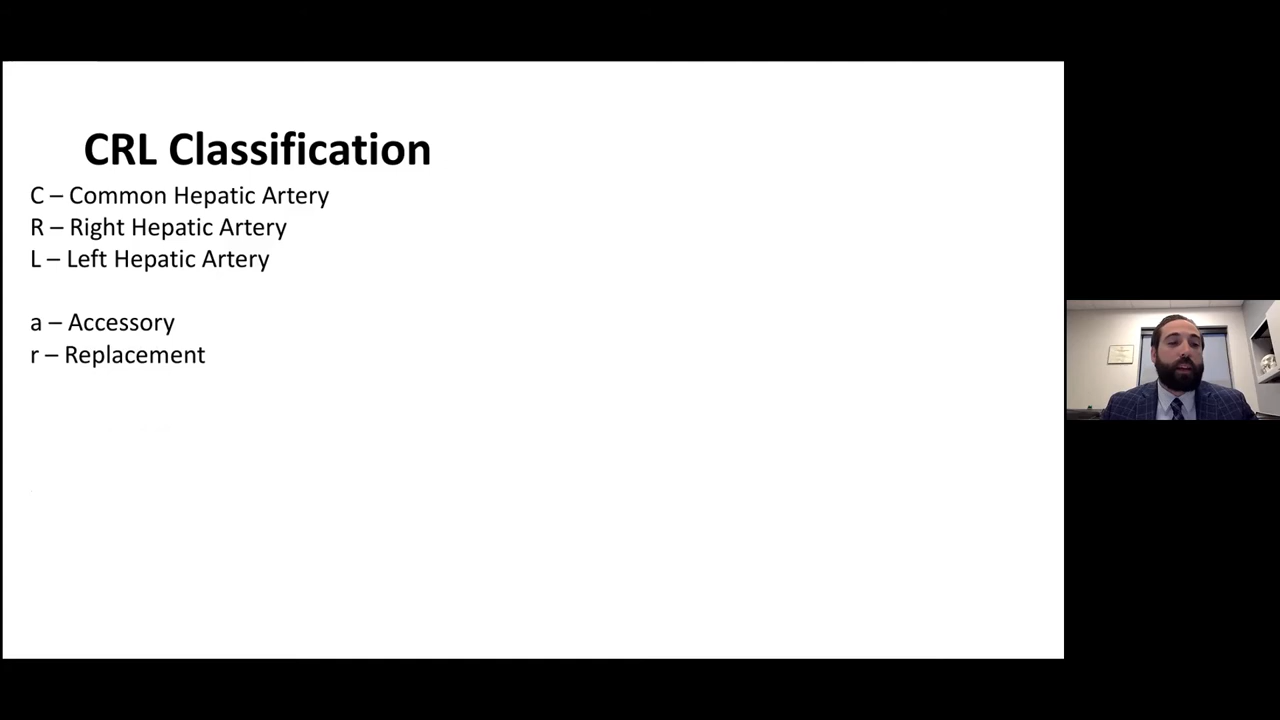 CRL Classification
C – Common Hepatic Artery
R – Right Hepatic Artery
L – Left Hepatic Artery
a – Accessory
r – Replacement